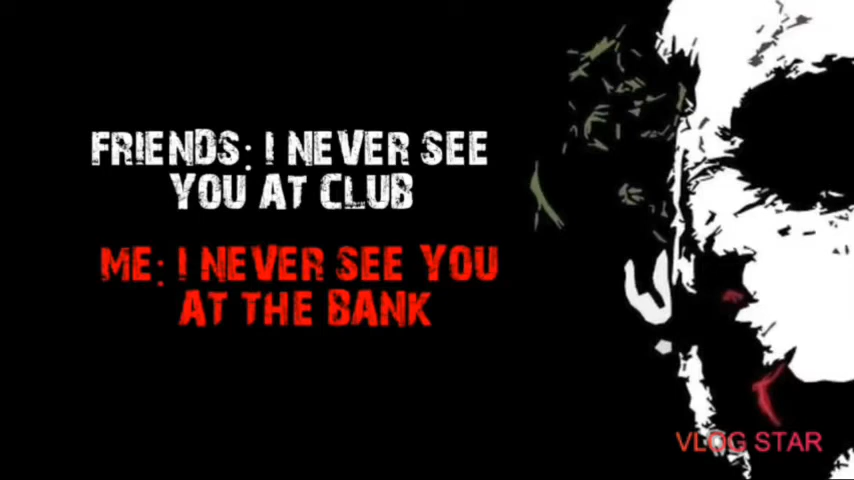 FRIENDS: I NEVER SEE
YOU AT CLUB
ME: I NEVER SEE YOU
AT THE BANK
VLOG STAR